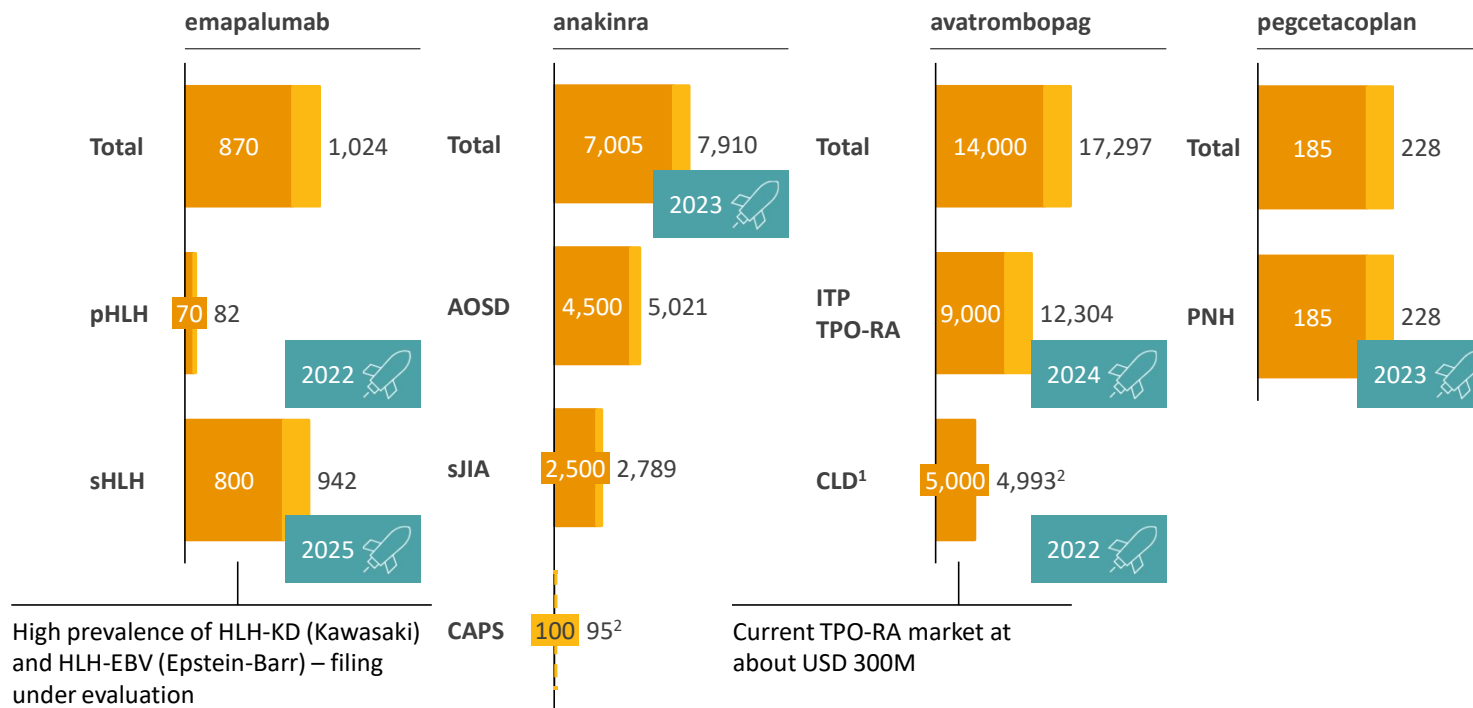 emapalumab
Total
870
1,024
pHLH
70
82
2022
sHLH
800
942
2025
High prevalence of HLH-KD (Kawasaki)
and HLH-EBV (Epstein-Barr) – filing
under evaluation
anakinra
Total
7,005
7,910
2023
AOSD
4,500
5,021
sJIA
2,500
2,789
CAPS
100
95²
avatrombopag
Total
14,000
17,297
ITP
TPO-RA
9,000
12,304
2024
CLD¹
5,000
4,993²
2022
Current TPO-RA market at
about USD 300M
pegcetacoplan
Total
185
228
PNH
185
228
2023